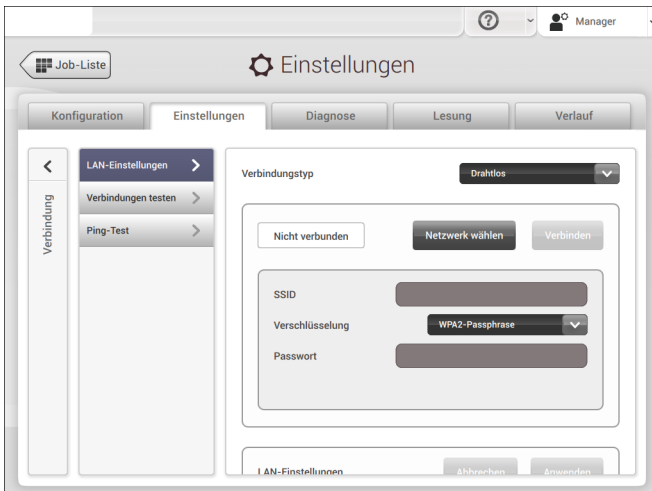 ? Manager
Job-Liste
Einstellungen
Konfiguration Einstellungen Diagnose Lesung Verlauf
Verbindung
LAN-Einstellungen
Verbindungen testen
Ping-Test
Verbindungstyp Drahtlos
Nicht verbunden Netzwerk wählen Verbinden
SSID
Verschlüsselung WPA2-Passphrase
Passwort
LAN-Einstellungen Abbrechen Anwenden